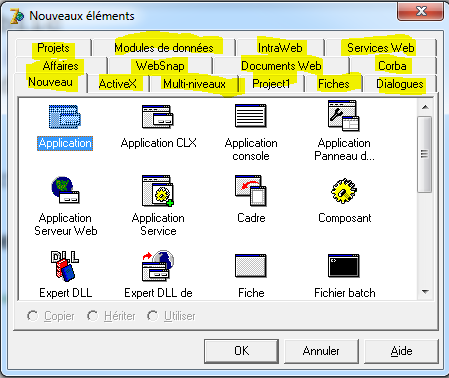 Nouveaux éléments
Projets Modules de données IntraWeb Services Web
Affaires WebSnap Documents Web Corba
Nouveau ActiveX Multi-niveaux Project1 Fiches Dialogues
Application Application CLX Application console Application Panneau d...
Application Serveur Web Application Service Cadre Composant
DLL
Expert DLL Expert DLL de Fiche Fichier batch
Copier Hériter Utiliser
OK Annuler Aide